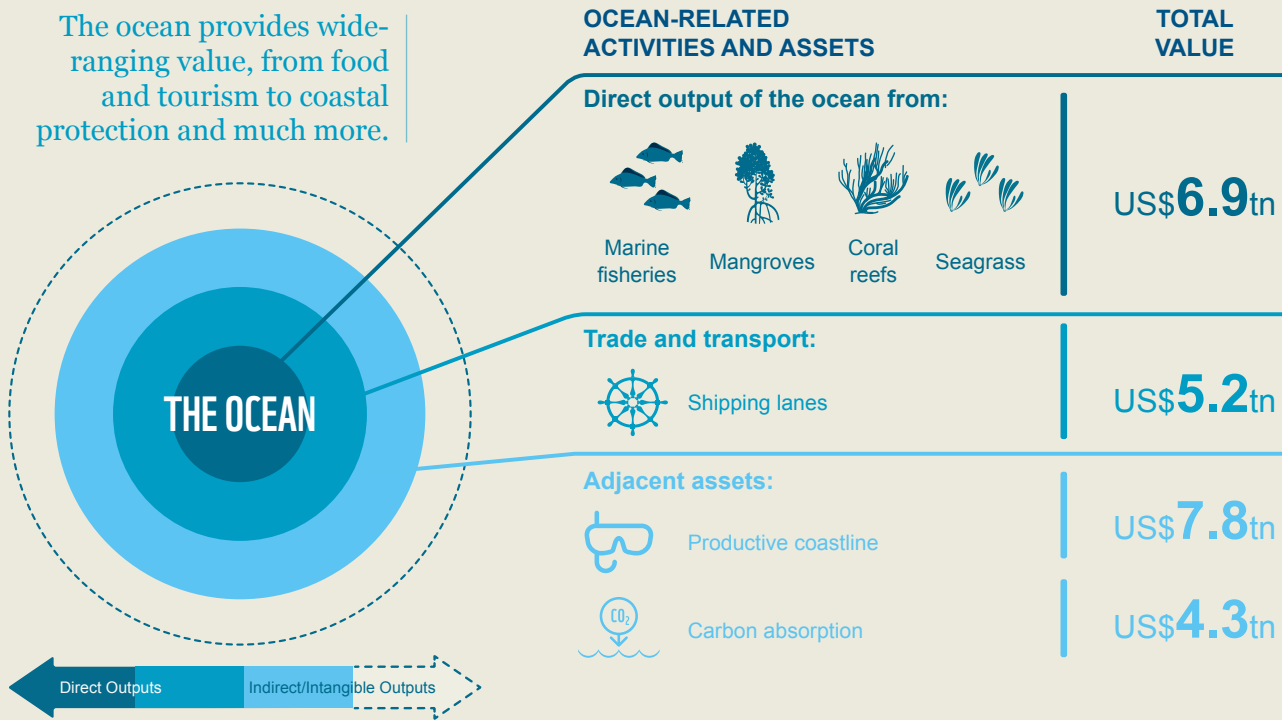 The ocean provides wide-
ranging value, from food
and tourism to coastal
protection and much more.
THE OCEAN
Direct Outputs
Indirect/Intangible Outputs
OCEAN-RELATED
ACTIVITIES AND ASSETS
TOTAL
VALUE
Direct output of the ocean from:
Marine
fisheries
Mangroves
Coral
reefs
Seagrass
US$6.9tn
Trade and transport:
Shipping lanes
US$5.2tn
Adjacent assets:
Productive coastline
US$7.8tn
CO₂
Carbon absorption
US$4.3tn